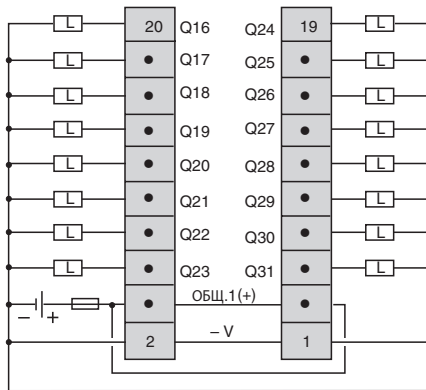 L 20 Q16 Q24 19 L
L Q17 Q25 L
L Q18 Q26 L
L Q19 Q27 L
L Q20 Q28 L
L Q21 Q29 L
L Q22 Q30 L
L Q23 Q31 L
− + ОБЩ.1(+)
2 − V 1